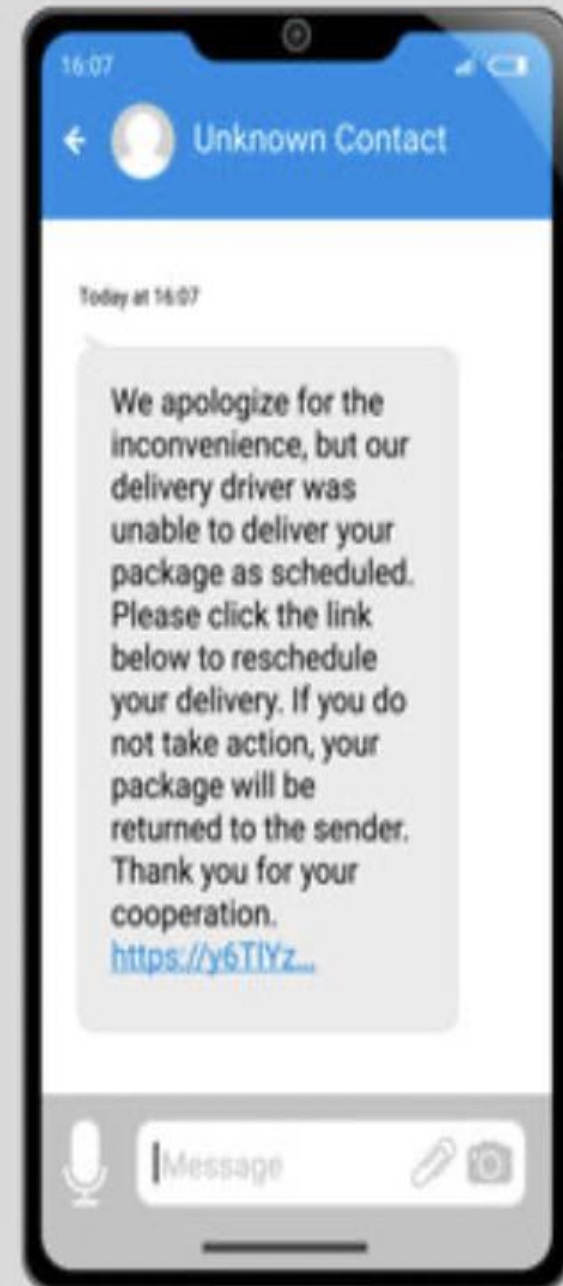 16:07
Unknown Contact
Today at 16:07
We apologize for the
inconvenience, but our
delivery driver was
unable to deliver your
package as scheduled.
Please click the link
below to reschedule
your delivery. If you do
not take action, your
package will be
returned to the sender.
Thank you for your
cooperation.
https://y6TlYz...
Message